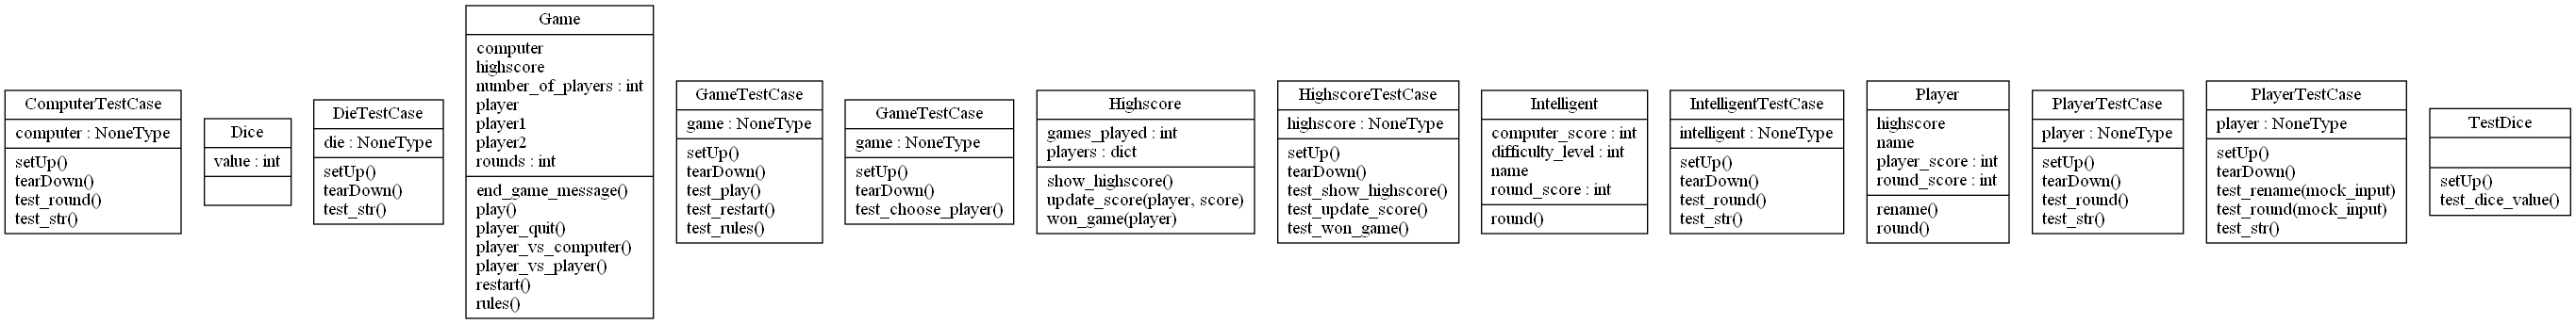 ComputerTestCase
computer : NoneType
setUp()
tearDown()
test_round()
test_str()
Dice
value : int
DieTestCase
die : NoneType
setUp()
tearDown()
test_str()
Game
computer
highscore
number_of_players : int
player
player1
player2
rounds : int
end_game_message()
play()
player_quit()
player_vs_computer()
player_vs_player()
restart()
rules()
GameTestCase
game : NoneType
setUp()
tearDown()
test_play()
test_restart()
test_rules()
GameTestCase
game : NoneType
setUp()
tearDown()
test_choose_player()
Highscore
games_played : int
players : dict
show_highscore()
update_score(player, score)
won_game(player)
HighscoreTestCase
highscore : NoneType
setUp()
tearDown()
test_show_highscore()
test_update_score()
test_won_game()
Intelligent
computer_score : int
difficulty_level : int
name
round_score : int
round()
IntelligentTestCase
intelligent : NoneType
setUp()
tearDown()
test_round()
test_str()
Player
highscore
name
player_score : int
round_score : int
rename()
round()
PlayerTestCase
player : NoneType
setUp()
tearDown()
test_round()
test_str()
PlayerTestCase
player : NoneType
setUp()
tearDown()
test_rename(mock_input)
test_round(mock_input)
test_str()
TestDice
setUp()
test_dice_value()